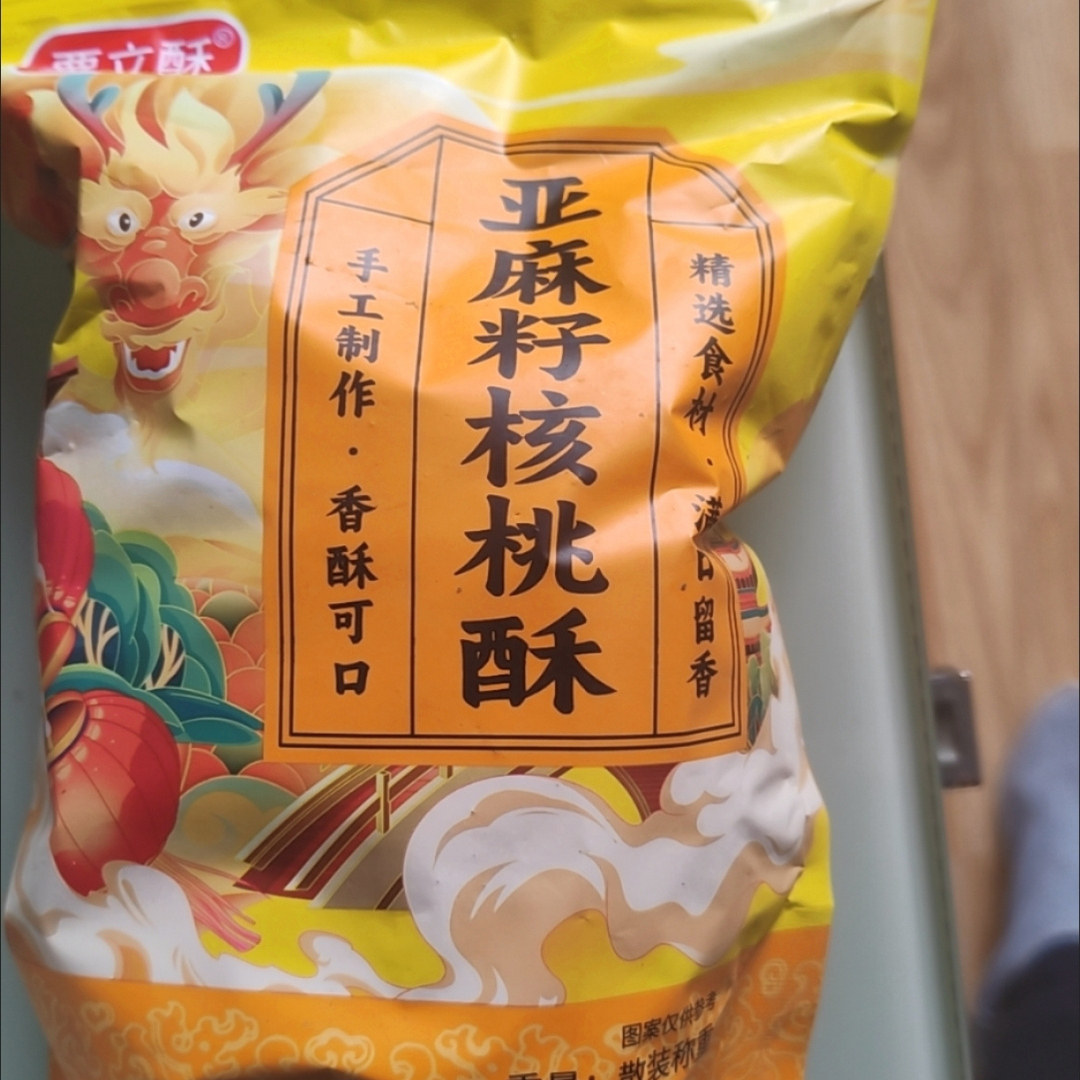 立酥®
精选食材·满口留香
亚麻籽核桃酥
手工制作·香酥可口
图案仅供参考
散装称重